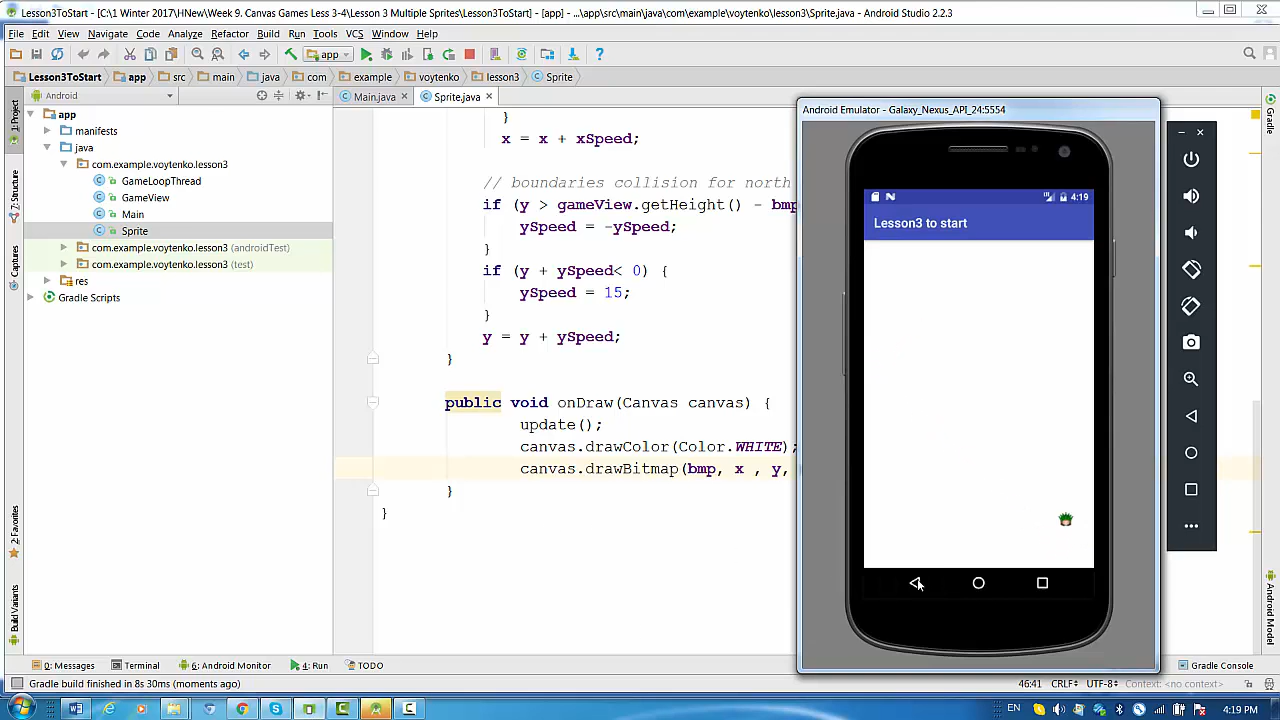 Lesson3ToStart - [C:\1 Winter 2017\HNew\Week 9. Canvas Games Less 3-4\Lesson 3 Multiple Sessions\Lesson3ToStart] - [app] - ...\app\src\main\java\com\example\voytenko\lesson3\Sprite.java - Android Studio 2.2.3
File Edit View Navigate Code Analyze Refactor Build Run Tools VCS Window Help
app
Lesson3ToStart app src main java com example voytenko lesson3 Sprite
Android
Main.java
Sprite.java
1: Project
7: Structure
Captures
2: Favorites
Build Variants
app
manifests
java
com.example.voytenko.lesson3
GameLoopThread
GameView
Main
Sprite
com.example.voytenko.lesson3 (androidTest)
com.example.voytenko.lesson3 (test)
res
Gradle Scripts
}
x = x + xSpeed;
// boundaries collision for north
if (y > gameView.getHeight() - bmp
ySpeed = -ySpeed;
}
if (y + ySpeed< 0) {
ySpeed = 15;
}
y = y + ySpeed;
}
public void onDraw(Canvas canvas) {
update();
canvas.drawColor(Color.WHITE);
canvas.drawBitmap(bmp, x , y,
}
}
Android Emulator - Galaxy_Nexus_API_24:5554
4:19
Lesson3 to start
Gradle
Android Model
0: Messages Terminal 6: Android Monitor 4: Run TODO
Gradle Console
Gradle build finished in 8s 30ms (moments ago)
46:41 CRLF UTF-8 Context: <no context>
EN
4:19 PM